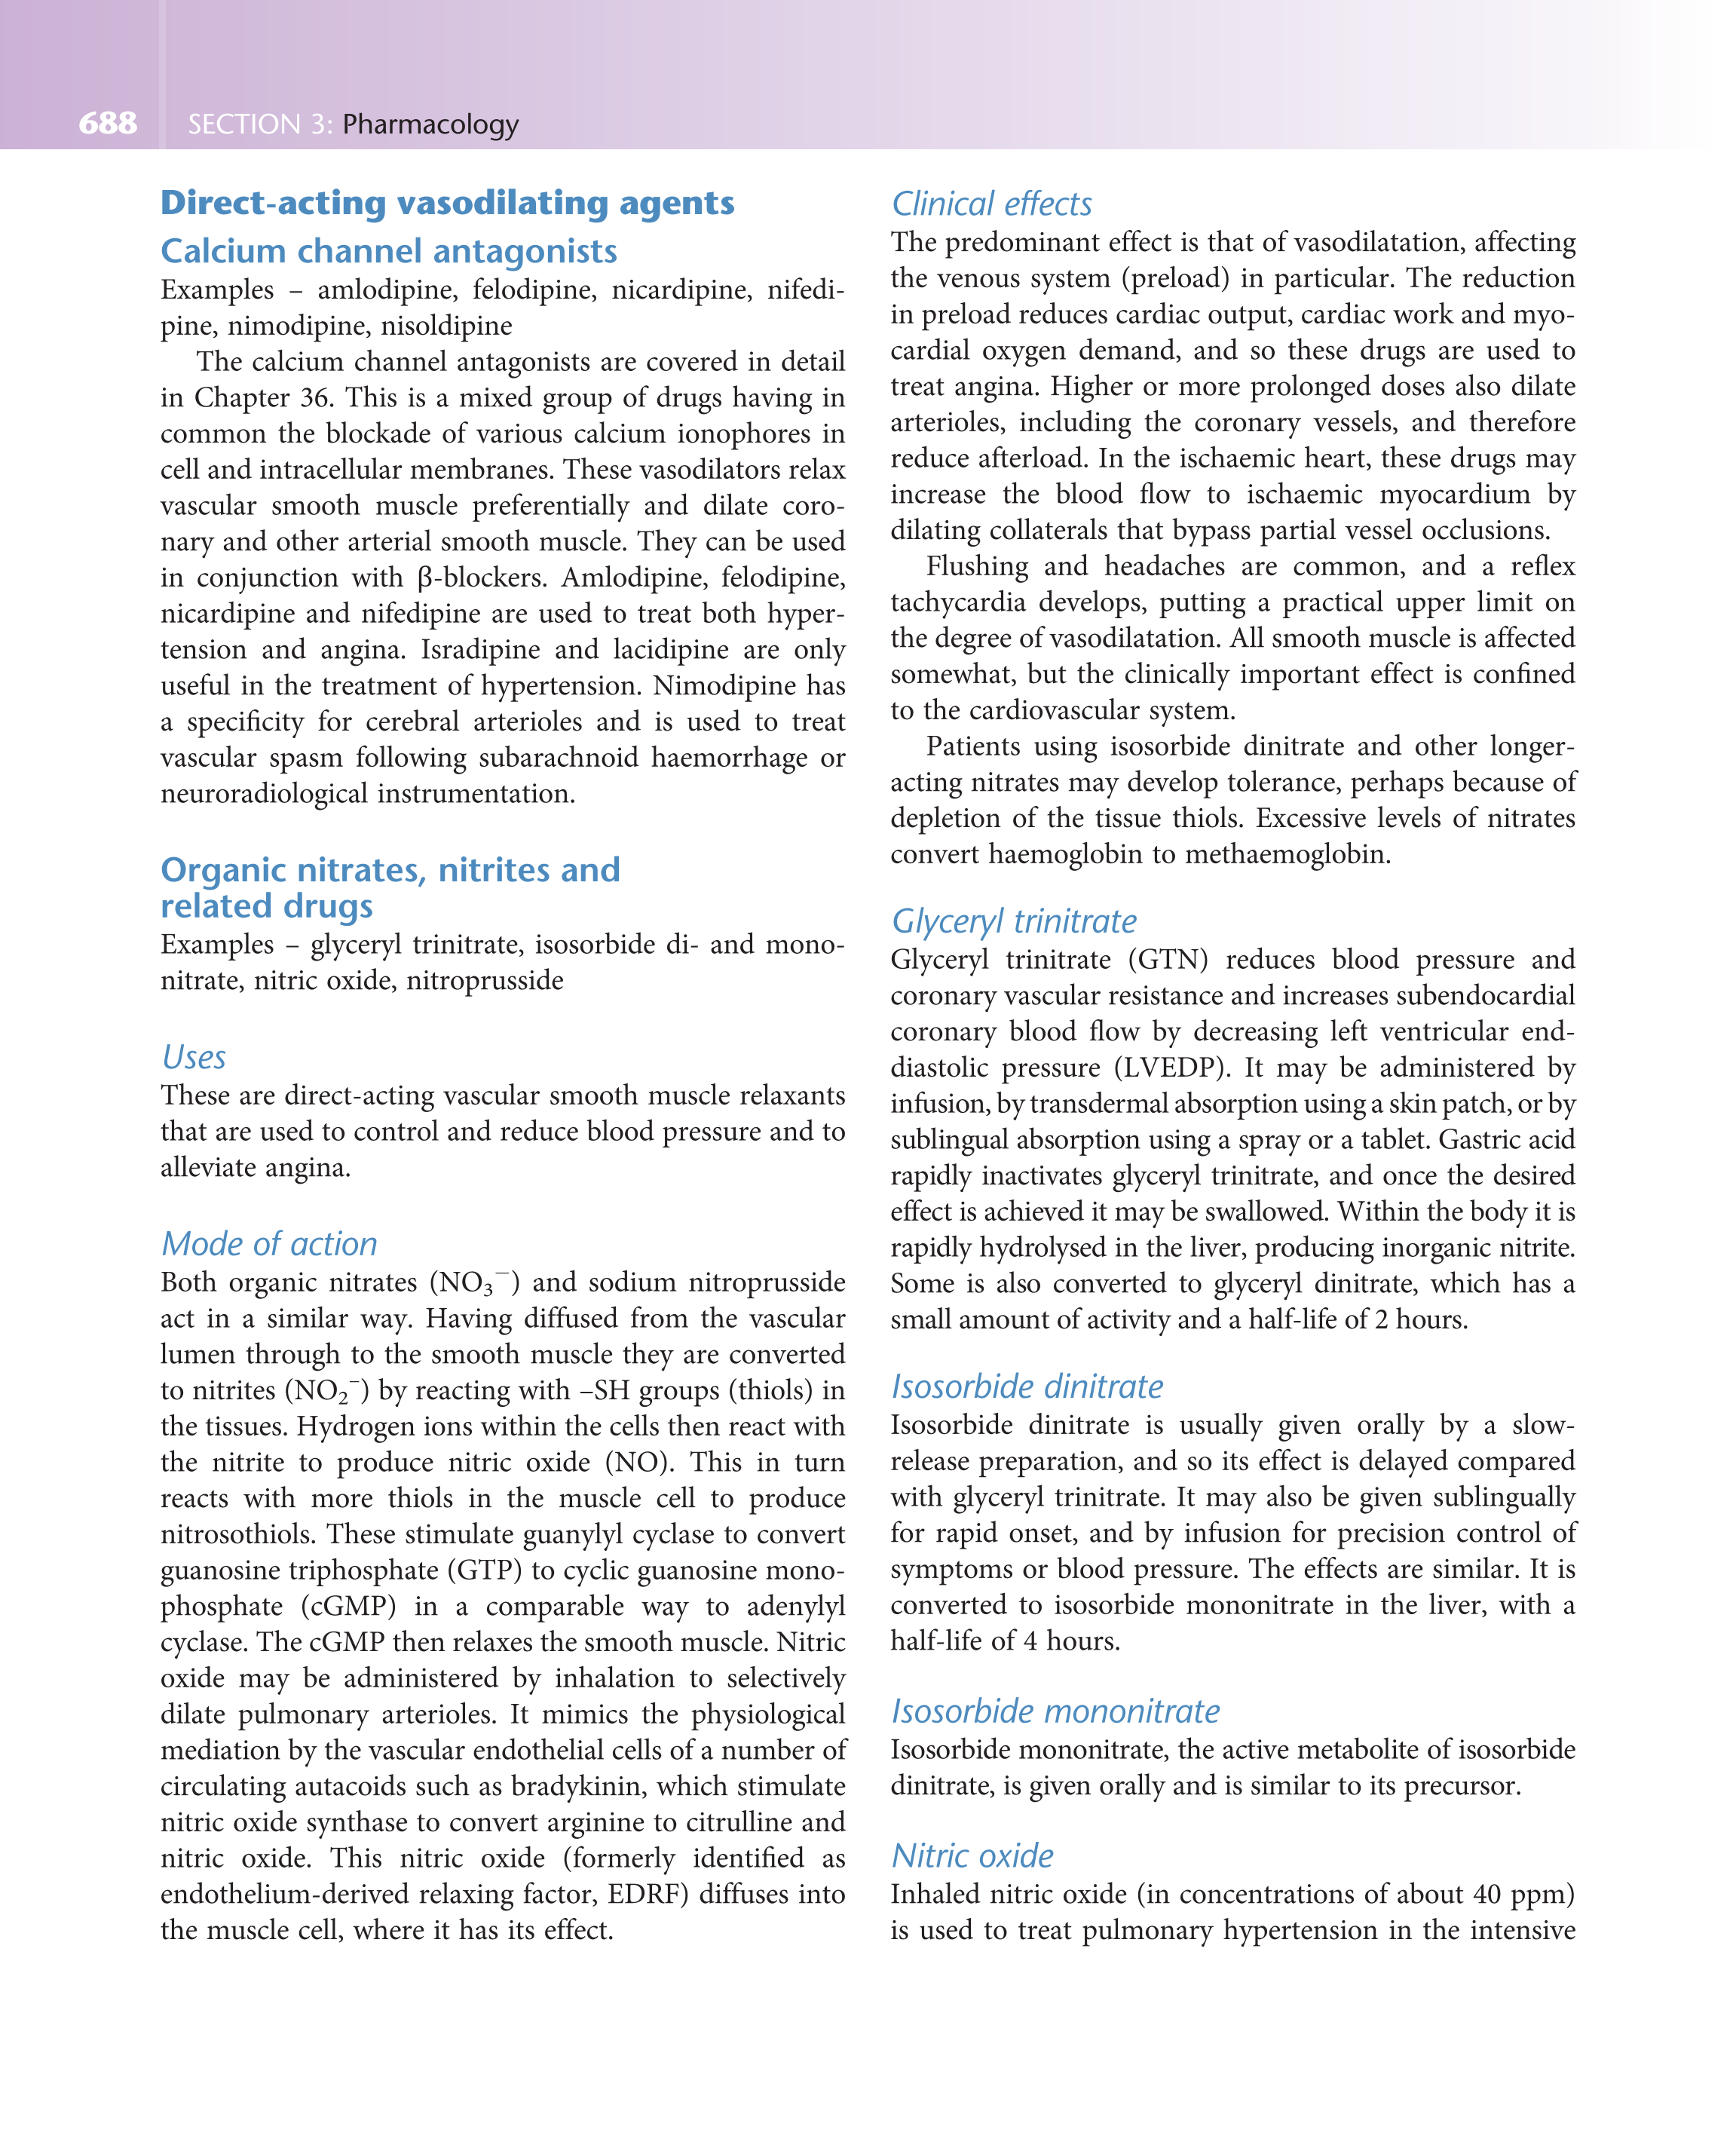 688 SECTION 3: Pharmacology
Direct-acting vasodilating agents
Calcium channel antagonists
Examples – amlodipine, felodipine, nicardipine, nifedi-
pine, nimodipine, nisoldipine
The calcium channel antagonists are covered in detail
in Chapter 36. This is a mixed group of drugs having in
common the blockade of various calcium ionophores in
cell and intracellular membranes. These vasodilators relax
vascular smooth muscle preferentially and dilate coro-
nary and other arterial smooth muscle. They can be used
in conjunction with β-blockers. Amlodipine, felodipine,
nicardipine and nifedipine are used to treat both hyper-
tension and angina. Isradipine and lacidipine are only
useful in the treatment of hypertension. Nimodipine has
a specificity for cerebral arterioles and is used to treat
vascular spasm following subarachnoid haemorrhage or
neuroradiological instrumentation.
Organic nitrates, nitrites and
related drugs
Examples – glyceryl trinitrate, isosorbide di- and mono-
nitrate, nitric oxide, nitroprusside
Uses
These are direct-acting vascular smooth muscle relaxants
that are used to control and reduce blood pressure and to
alleviate angina.
Mode of action
Both organic nitrates (NO₃⁻) and sodium nitroprusside
act in a similar way. Having diffused from the vascular
lumen through to the smooth muscle they are converted
to nitrites (NO₂⁻) by reacting with –SH groups (thiols) in
the tissues. Hydrogen ions within the cells then react with
the nitrite to produce nitric oxide (NO). This in turn
reacts with more thiols in the muscle cell to produce
nitrosothiols. These stimulate guanylyl cyclase to convert
guanosine triphosphate (GTP) to cyclic guanosine mono-
phosphate (cGMP) in a comparable way to adenylyl
cyclase. The cGMP then relaxes the smooth muscle. Nitric
oxide may be administered by inhalation to selectively
dilate pulmonary arterioles. It mimics the physiological
mediation by the vascular endothelial cells of a number of
circulating autacoids such as bradykinin, which stimulate
nitric oxide synthase to convert arginine to citrulline and
nitric oxide. This nitric oxide (formerly identified as
endothelium-derived relaxing factor, EDRF) diffuses into
the muscle cell, where it has its effect.
Clinical effects
The predominant effect is that of vasodilatation, affecting
the venous system (preload) in particular. The reduction
in preload reduces cardiac output, cardiac work and myo-
cardial oxygen demand, and so these drugs are used to
treat angina. Higher or more prolonged doses also dilate
arterioles, including the coronary vessels, and therefore
reduce afterload. In the ischaemic heart, these drugs may
increase the blood flow to ischaemic myocardium by
dilating collaterals that bypass partial vessel occlusions.
Flushing and headaches are common, and a reflex
tachycardia develops, putting a practical upper limit on
the degree of vasodilatation. All smooth muscle is affected
somewhat, but the clinically important effect is confined
to the cardiovascular system.
Patients using isosorbide dinitrate and other longer-
acting nitrates may develop tolerance, perhaps because of
depletion of the tissue thiols. Excessive levels of nitrates
convert haemoglobin to methaemoglobin.
Glyceryl trinitrate
Glyceryl trinitrate (GTN) reduces blood pressure and
coronary vascular resistance and increases subendocardial
coronary blood flow by decreasing left ventricular end-
diastolic pressure (LVEDP). It may be administered by
infusion, by transdermal absorption using a skin patch, or by
sublingual absorption using a spray or a tablet. Gastric acid
rapidly inactivates glyceryl trinitrate, and once the desired
effect is achieved it may be swallowed. Within the body it is
rapidly hydrolysed in the liver, producing inorganic nitrite.
Some is also converted to glyceryl dinitrate, which has a
small amount of activity and a half-life of 2 hours.
Isosorbide dinitrate
Isosorbide dinitrate is usually given orally by a slow-
release preparation, and so its effect is delayed compared
with glyceryl trinitrate. It may also be given sublingually
for rapid onset, and by infusion for precision control of
symptoms or blood pressure. The effects are similar. It is
converted to isosorbide mononitrate in the liver, with a
half-life of 4 hours.
Isosorbide mononitrate
Isosorbide mononitrate, the active metabolite of isosorbide
dinitrate, is given orally and is similar to its precursor.
Nitric oxide
Inhaled nitric oxide (in concentrations of about 40 ppm)
is used to treat pulmonary hypertension in the intensive